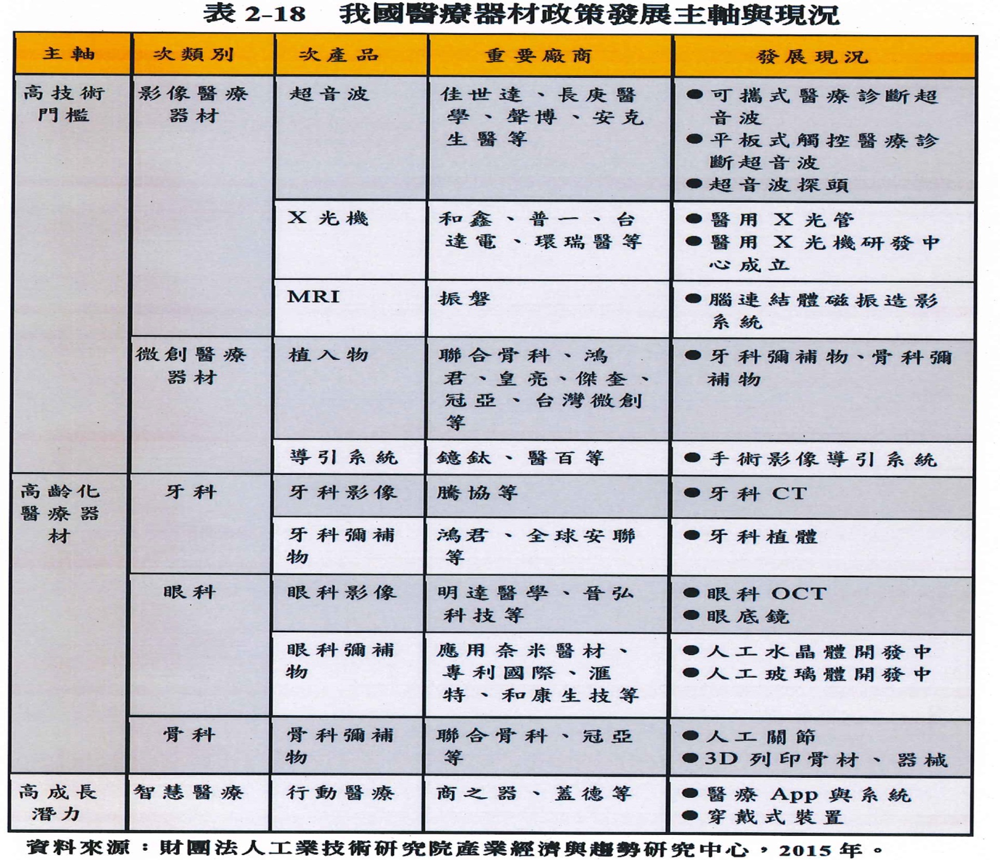 表 2-18 我國醫療器材政策發展主軸與現況
主軸 次類別 次產品 重要廠商 發展現況
高技術
門檻
影像醫療
器材
超音波
佳世達、長庚醫
學、聲博、安克
生醫等
●可攜式醫療診斷超
音波
●平板式觸控醫療診
斷超音波
●超音波探頭
X 光機
和鑫、普一、台
達電、環瑞醫等
●醫用 X 光管
●醫用 X 光機研發中
心成立
MRI
振磐
●腦連結體磁振造影
系統
微創醫療
器材
植入物
聯合骨科、鴻
君、皇亮、傑奎、
冠亞、台灣微創
等
●牙科彌補物、骨科彌
補物
導引系統
鐿鈦、醫百等
●手術影像導引系統
高齡化
醫療器
材
牙科
牙科影像
騰協等
●牙科 CT
牙科彌補
物
鴻君、全球安聯
等
●牙科植體
眼科
眼科影像
明達醫學、晉弘
科技等
●眼科 OCT
●眼底鏡
眼科彌補
物
應用奈米醫材、
專利國際、滙
特、和康生技等
●人工水晶體開發中
●人工玻璃體開發中
骨科
骨科彌補
物
聯合骨科、冠亞
等
●人工關節
●3D 列印骨材、器械
高成長
潛力
智慧醫療
行動醫療
商之器、蓋德等
●醫療 App 與系統
●穿戴式裝置
資料來源：財團法人工業技術研究院產業經濟與趨勢研究中心，2015 年。